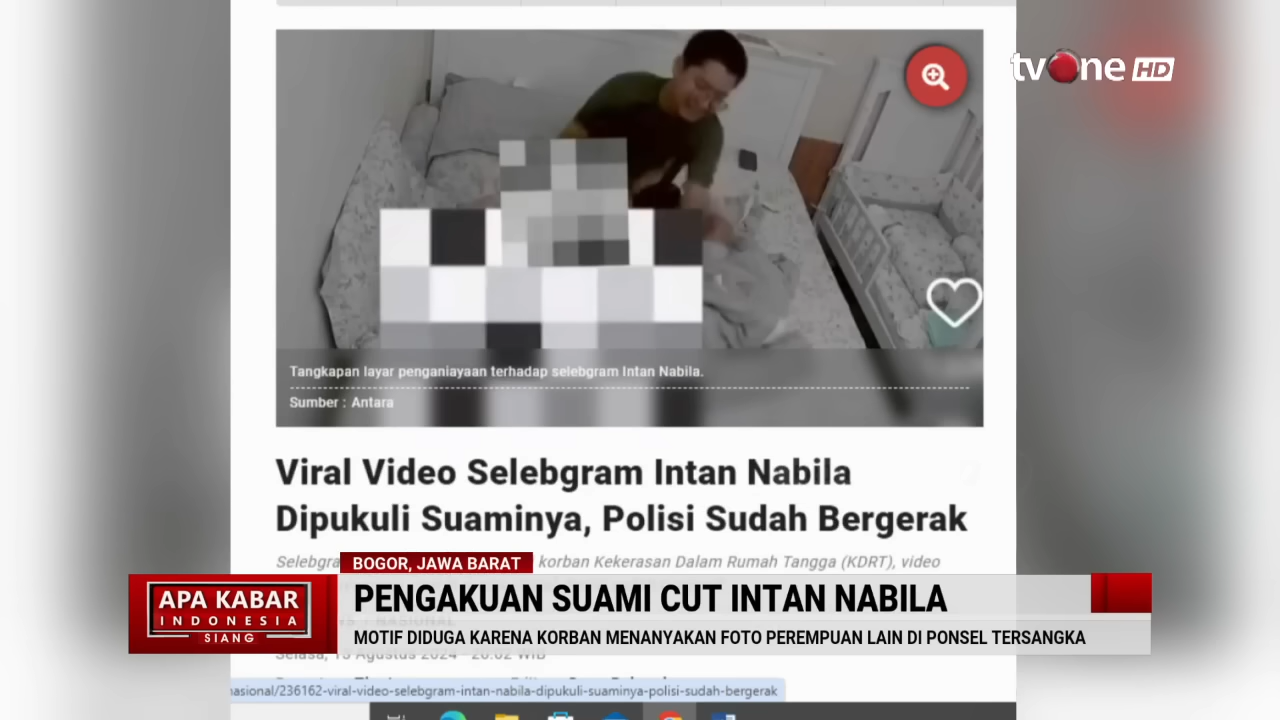 tvOne HD
Tangkapan layar penganiayaan terhadap selebgram Intan Nabila.
Sumber : Antara
Viral Video Selebgram Intan Nabila
Dipukuli Suaminya, Polisi Sudah Bergerak
Selebgr
korban Kekerasan Dalam Rumah Tangga (KDRT), video
BOGOR, JAWA BARAT
APA KABAR
INDONESIA
SIANG
PENGAKUAN SUAMI CUT INTAN NABILA
MOTIF DIDUGA KARENA KORBAN MENANYAKAN FOTO PEREMPUAN LAIN DI PONSEL TERSANGKA
nasional/236162-viral-video-selebgram-intan-nabila-dipukuli-suaminya-polisi-sudah-bergerak